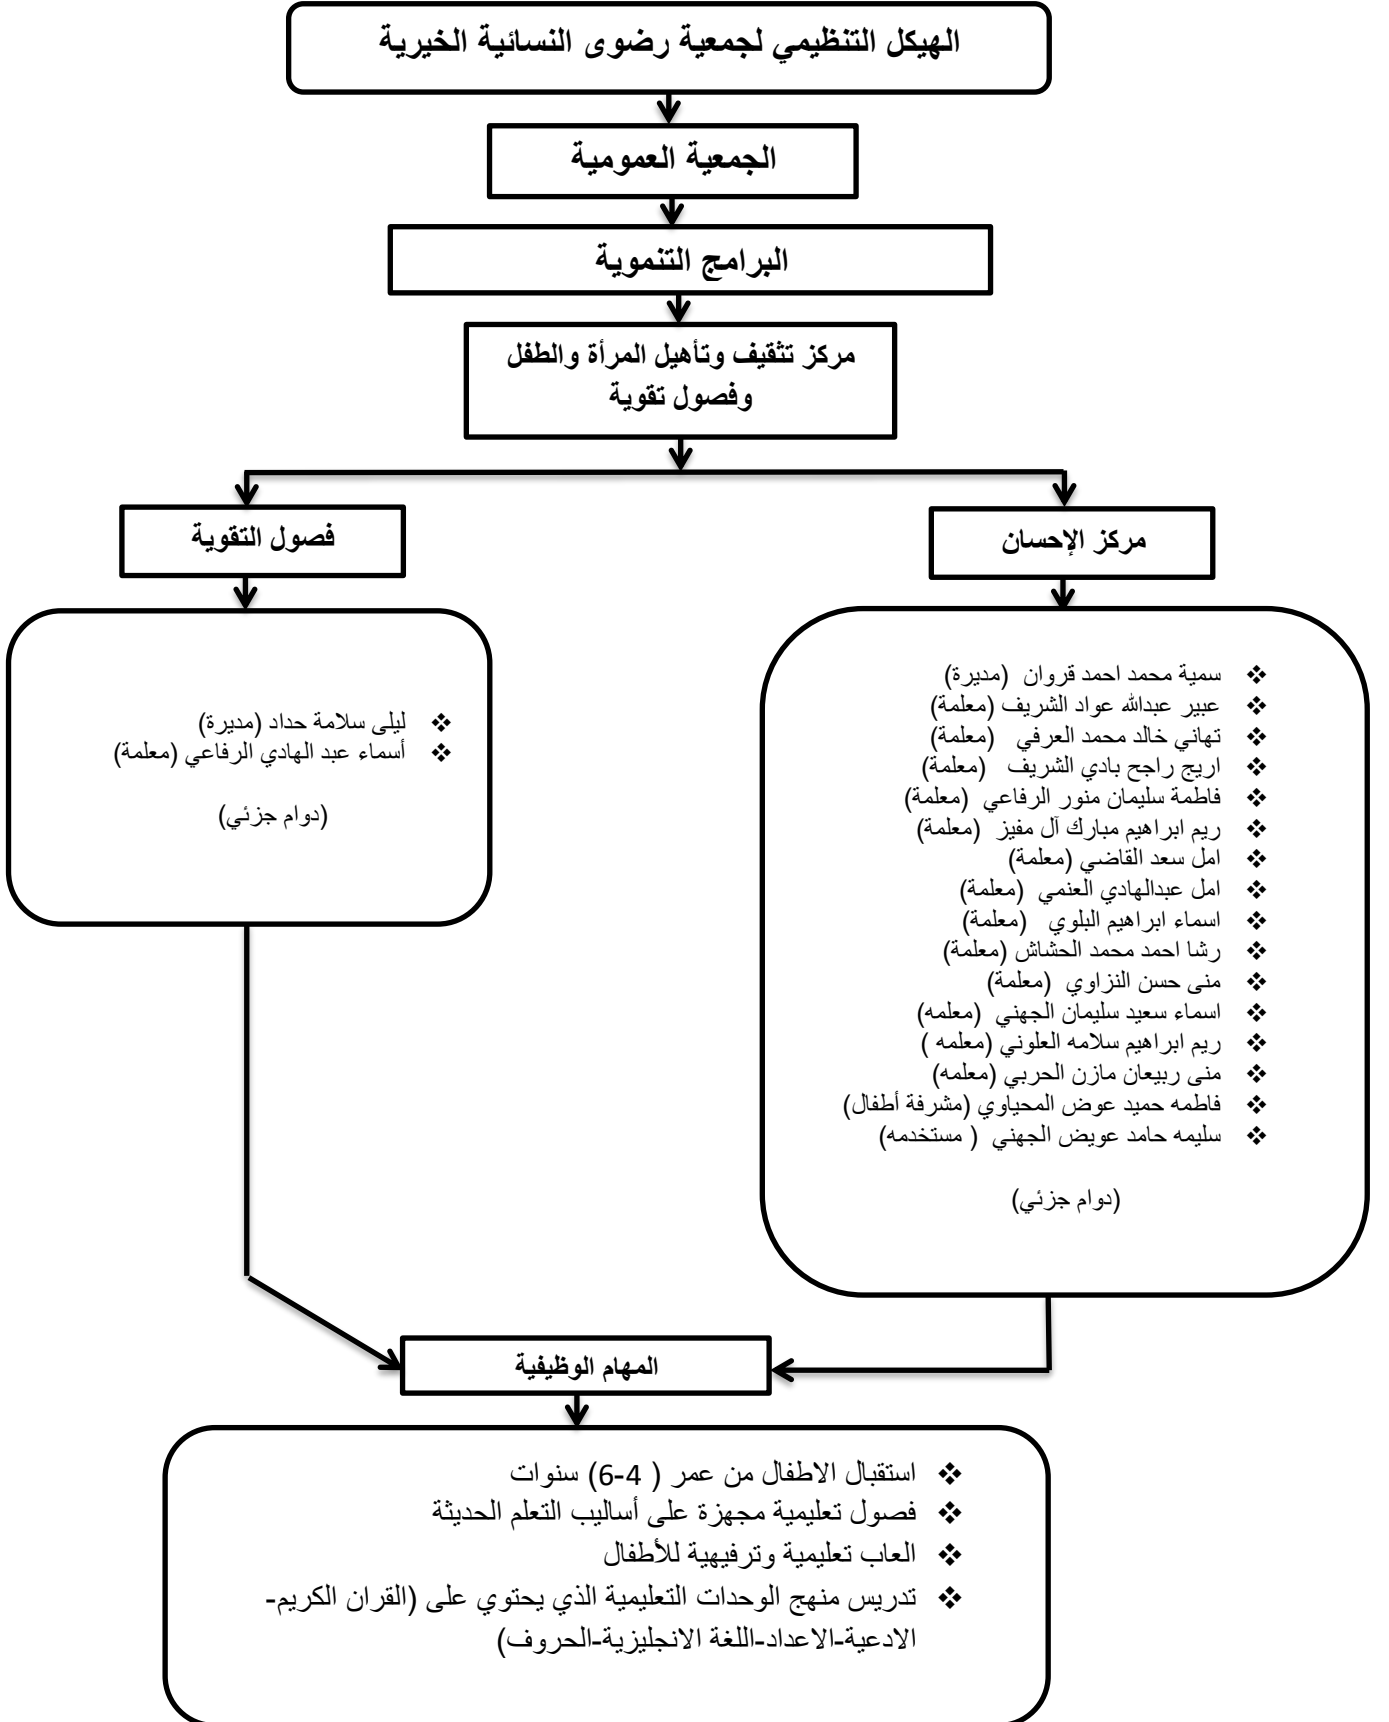 الهيكل التنظيمي لجمعية رضوى النسائية الخيرية
الجمعية العمومية
البرامج التنموية
مركز تثقيف وتأهيل المرأة والطفل
وفصول تقوية
مركز الإحسان
❖ سمية محمد احمد قروان (مديرة)
❖ عبير عبدالله عواد الشريف (معلمة)
❖ تهاني خالد محمد العرفي (معلمة)
❖ اريج راجح بادي الشريف (معلمة)
❖ فاطمة سليمان منور الرفاعي (معلمة)
❖ ريم ابراهيم مبارك آل مفيز (معلمة)
❖ امل سعد القاضي (معلمة)
❖ امل عبدالهادي العنمي (معلمة)
❖ اسماء ابراهيم البلوي (معلمة)
❖ رشا احمد محمد الحشاش (معلمة)
❖ منى حسن النزاوي (معلمة)
❖ اسماء سعيد سليمان الجهني (معلمه)
❖ ريم ابراهيم سلامه العلوني (معلمه )
❖ منى ربيعان مازن الحربي (معلمه)
❖ فاطمه حميد عوض المحياوي (مشرفة أطفال)
❖ سليمه حامد عويض الجهني ( مستخدمه)
(دوام جزئي)
فصول التقوية
❖ ليلى سلامة حداد (مديرة)
❖ أسماء عبد الهادي الرفاعي (معلمة)
(دوام جزئي)
المهام الوظيفية
❖ استقبال الاطفال من عمر ( 4-6) سنوات
❖ فصول تعليمية مجهزة على أساليب التعلم الحديثة
❖ العاب تعليمية وترفيهية للأطفال
❖ تدريس منهج الوحدات التعليمية الذي يحتوي على (القران الكريم-
الادعية-الاعداد-اللغة الانجليزية-الحروف)